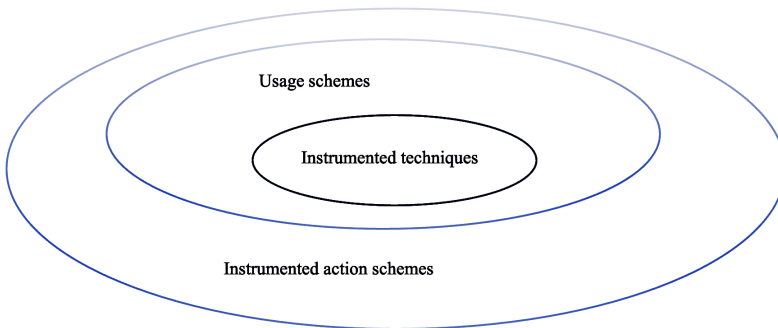 Usage schemes
Instrumented techniques
Instrumented action schemes